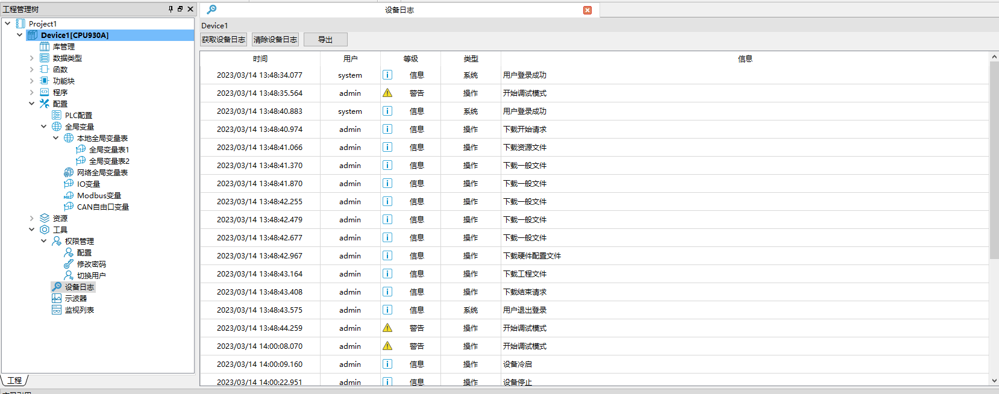 工程管理树
Project1
Device1[CPU930A]
库管理
数据类型
函数
功能块
程序
配置
PLC配置
全局变量
本地全局变量表
全局变量表1
全局变量表2
网络全局变量表
IO变量
Modbus变量
CAN自由口变量
资源
工具
权限管理
配置
修改密码
切换用户
设备日志
示波器
监视列表
工程
设备日志
Device1
获取设备日志 清除设备日志 导出
时间 用户 等级 类型 信息
2023/03/14 13:48:34.077 system 信息 系统 用户登录成功
2023/03/14 13:48:35.564 admin 警告 操作 开始调试模式
2023/03/14 13:48:40.883 system 信息 系统 用户登录成功
2023/03/14 13:48:40.974 admin 信息 操作 下载开始请求
2023/03/14 13:48:41.066 admin 信息 操作 下载资源文件
2023/03/14 13:48:41.370 admin 信息 操作 下载一般文件
2023/03/14 13:48:41.870 admin 信息 操作 下载一般文件
2023/03/14 13:48:42.255 admin 信息 操作 下载一般文件
2023/03/14 13:48:42.479 admin 信息 操作 下载一般文件
2023/03/14 13:48:42.677 admin 信息 操作 下载一般文件
2023/03/14 13:48:42.967 admin 信息 操作 下载硬件配置文件
2023/03/14 13:48:43.164 admin 信息 操作 下载工程文件
2023/03/14 13:48:43.408 admin 信息 操作 下载结束请求
2023/03/14 13:48:43.575 admin 信息 系统 用户退出登录
2023/03/14 13:48:44.259 admin 警告 操作 开始调试模式
2023/03/14 14:00:08.070 admin 警告 操作 开始调试模式
2023/03/14 14:00:09.160 admin 信息 操作 设备冷启
2023/03/14 14:00:22.951 admin 信息 操作 设备停止